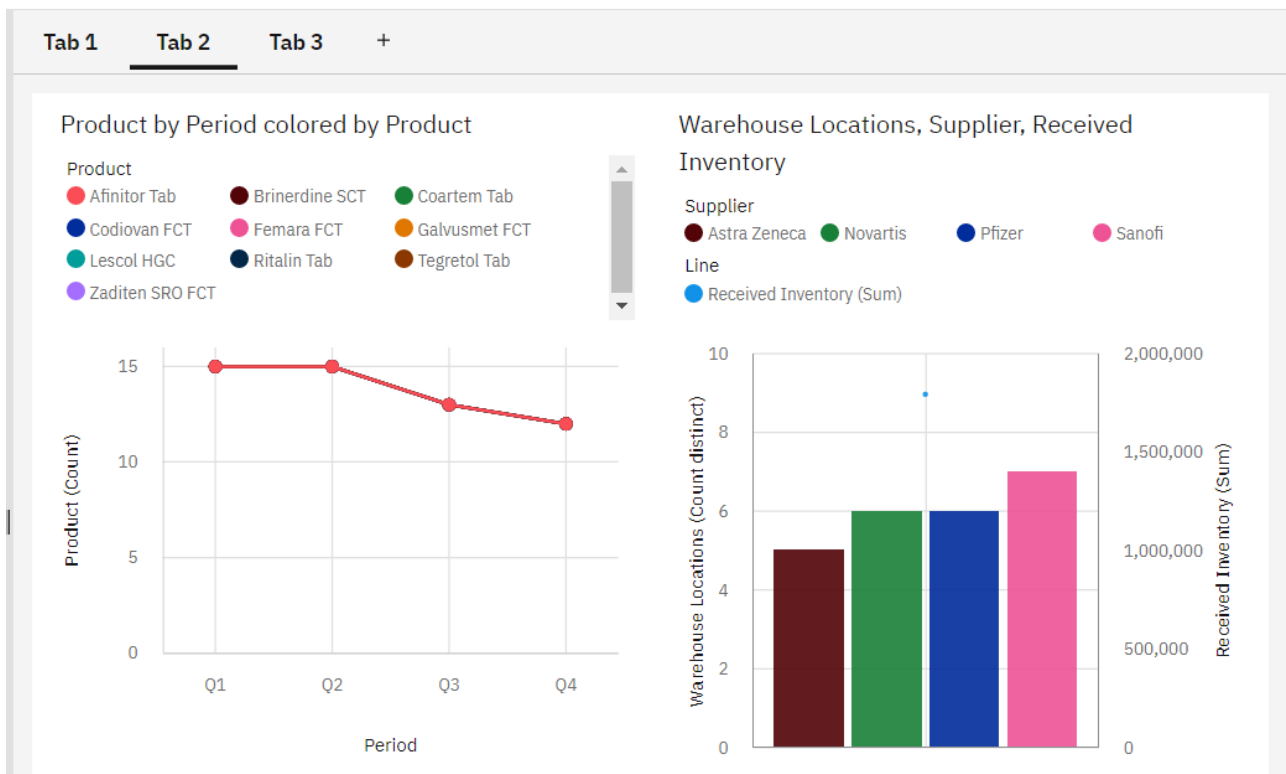 Tab 1 Tab 2 Tab 3 +
Product by Period colored by Product
Product
Afinitor Tab Brinerdine SCT Coartem Tab
Codiovan FCT Femara FCT Galvusmet FCT
Lescol HGC Ritalin Tab Tegretol Tab
Zaditen SRO FCT
15
10
5
0
Product (Count)
Q1 Q2 Q3 Q4
Period
Warehouse Locations, Supplier, Received
Inventory
Supplier
Astra Zeneca Novartis Pfizer Sanofi
Line
Received Inventory (Sum)
10
8
6
4
2
0
Warehouse Locations (Count distinct)
2,000,000
1,500,000
1,000,000
500,000
0
Received Inventory (Sum)